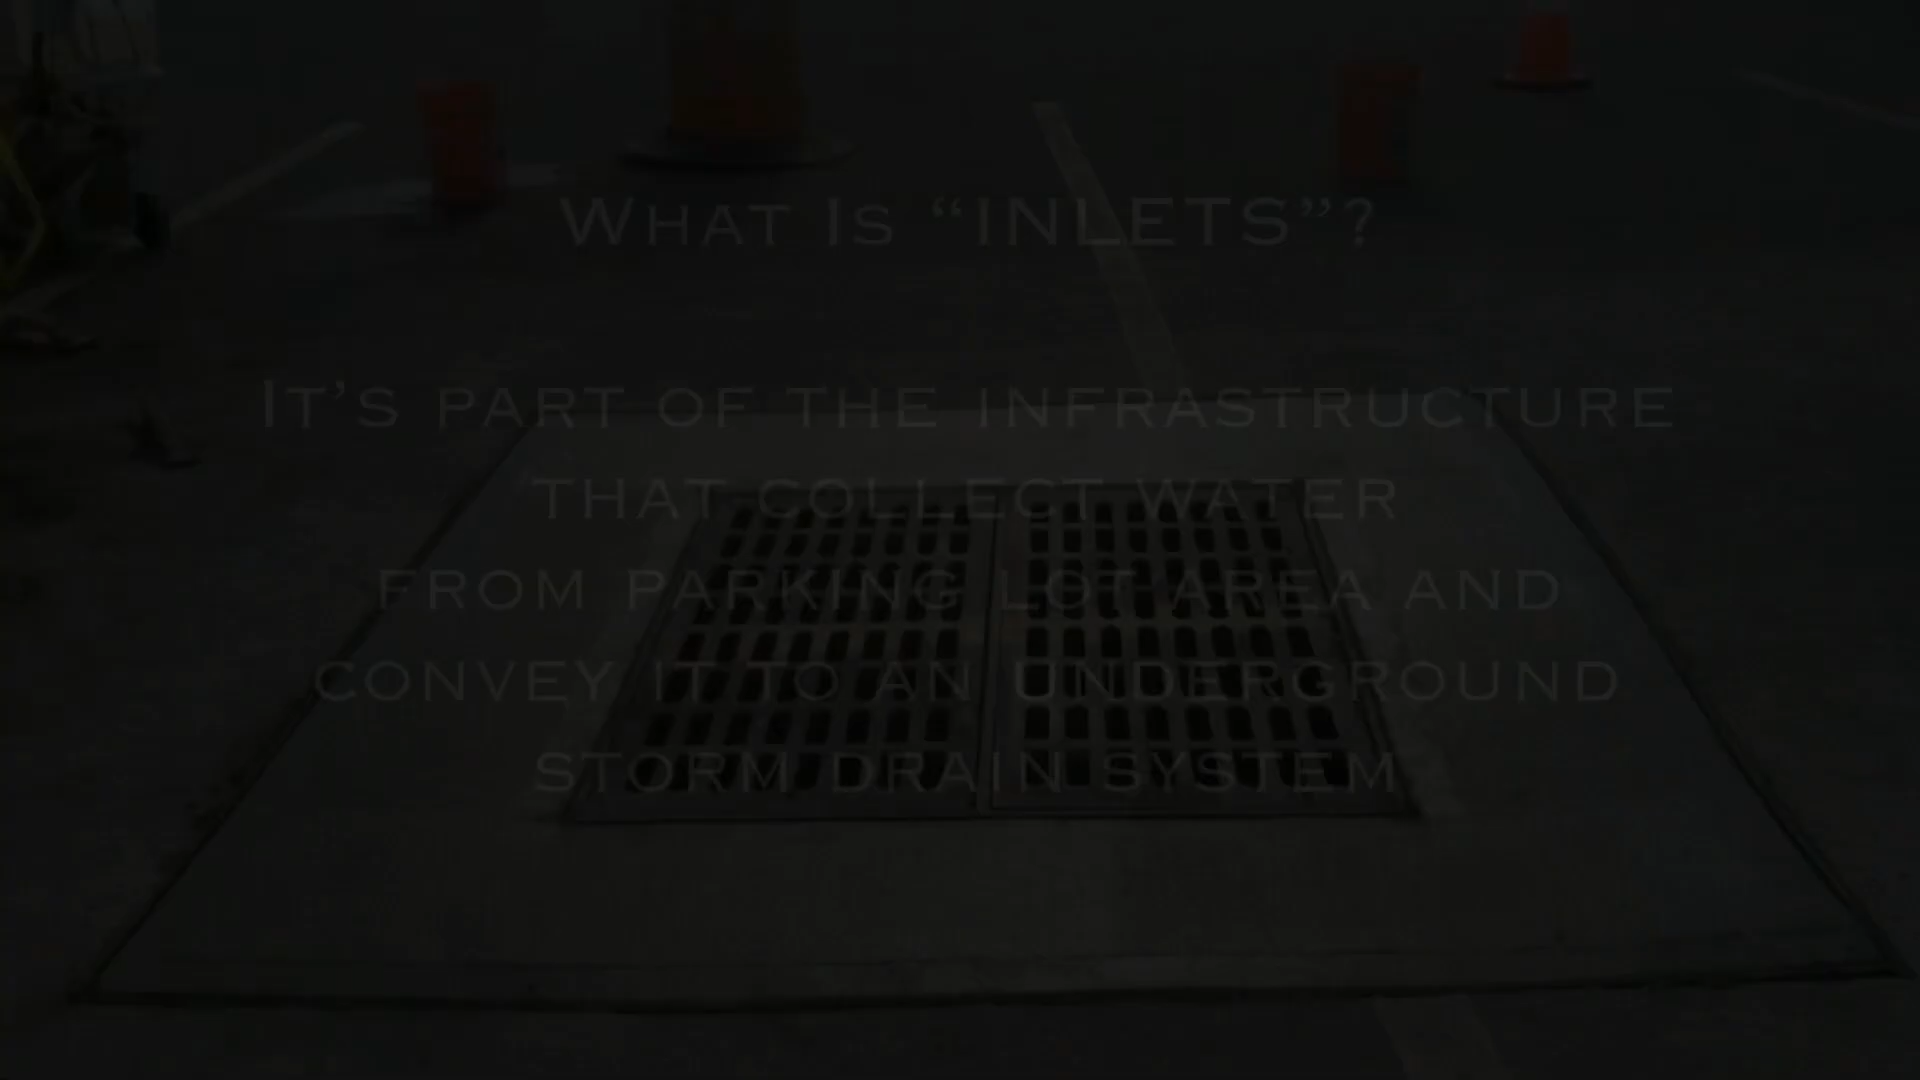 What Is “INLETS”?
It’s part of the infrastructure
that collect water
from parking lot area and
convey it to an underground
storm drain system